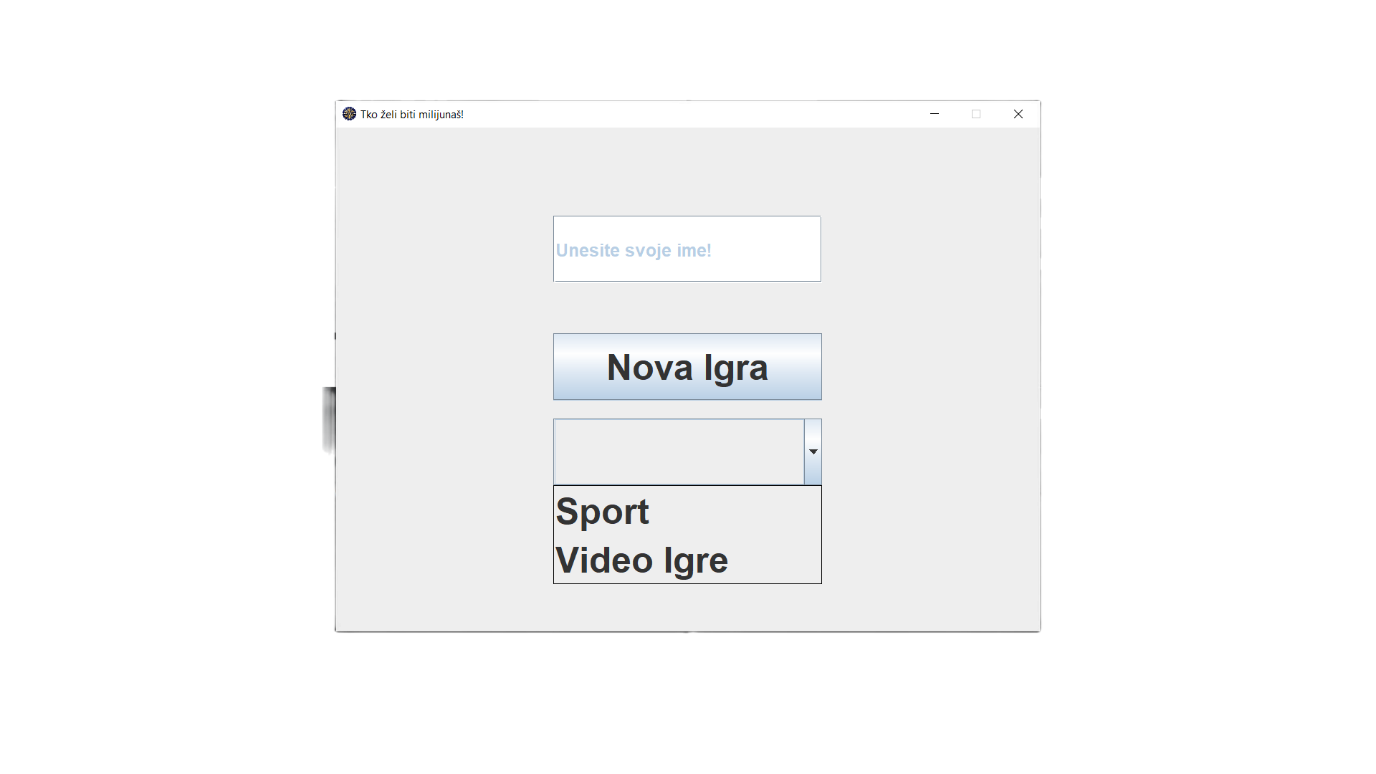 Tko želi biti milijunaš!
Unesite svoje ime!
Nova Igra
Sport
Video Igre